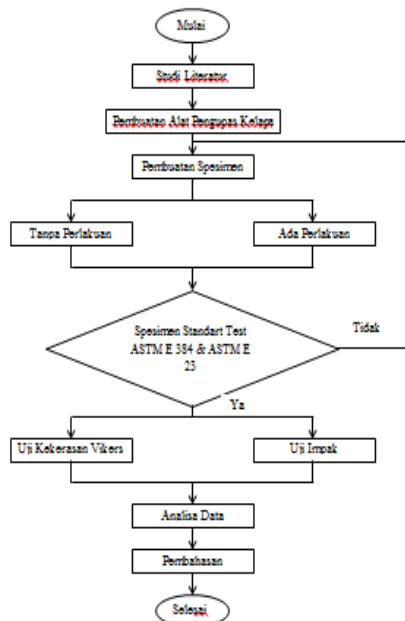 Mulai
Studi Literatur
Pembuatan Alat Pengupas Kelapa
Pembuatan Spesimen
Tanpa Perlakuan
Ada Perlakuan
Spesimen Standart Test
ASTM E 384 & ASTM E
23
Tidak
Ya
Uji Kekerasan Vikers
Uji Impak
Analisa Data
Pembahasan
Selesai